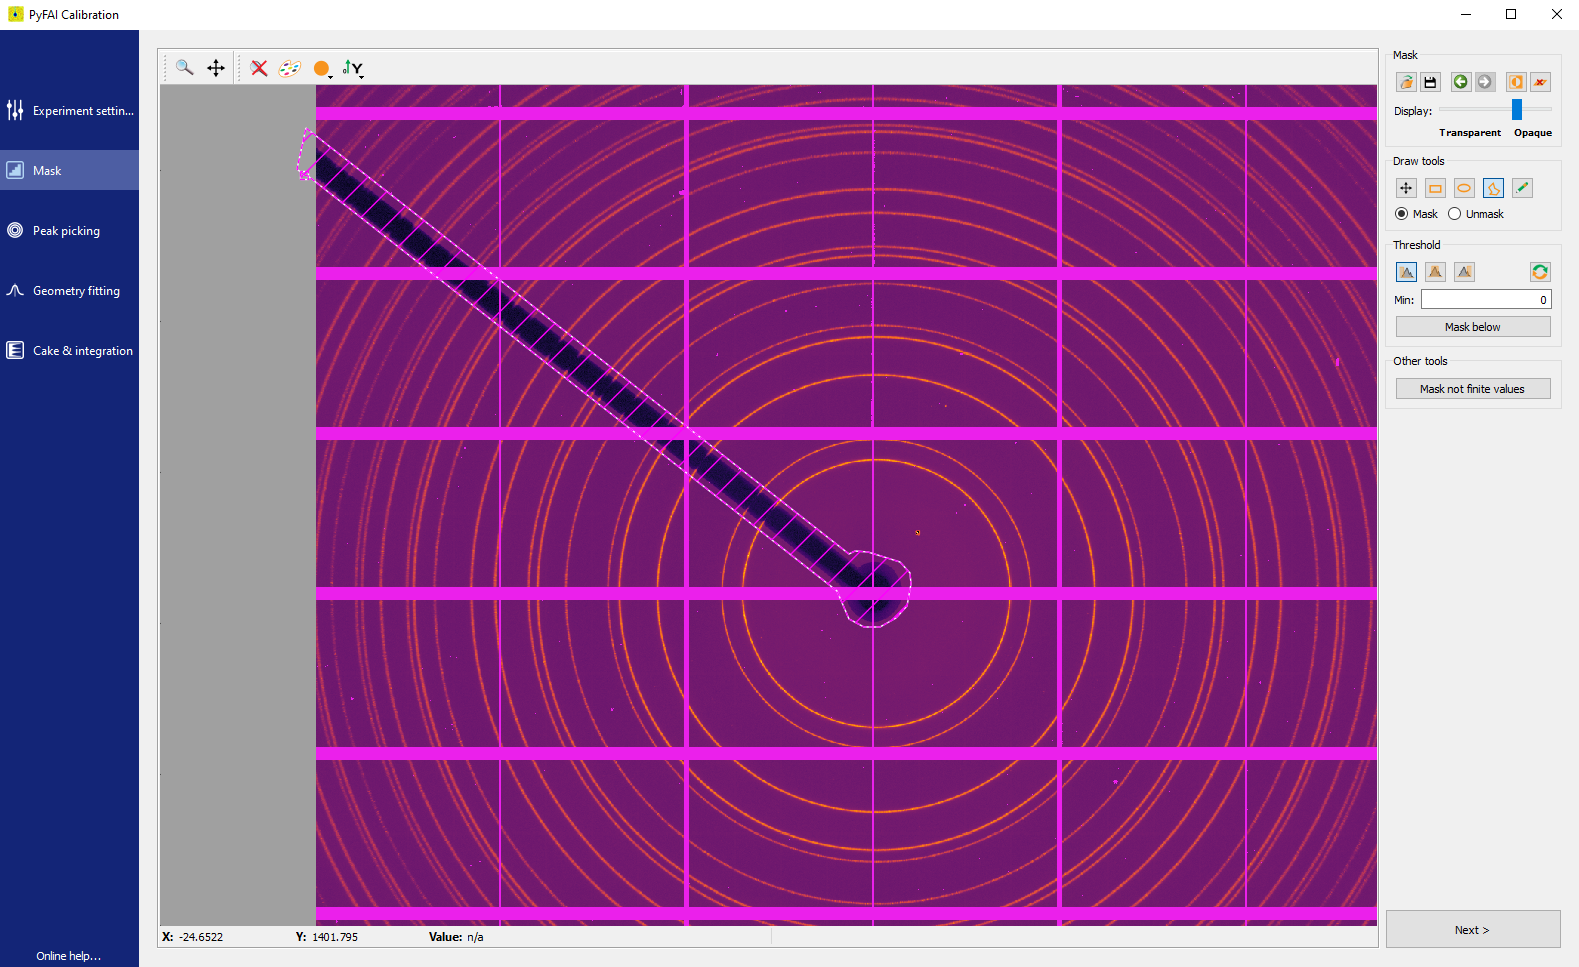 PyFAI Calibration
Experiment settin...
Mask
Peak picking
Geometry fitting
Cake & integration
Online help...
Y
X: -24.6522 Y: 1401.795 Value: n/a
Mask
Display:
Transparent Opaque
Draw tools
Mask Unmask
Threshold
Min: 0
Mask below
Other tools
Mask not finite values
Next >